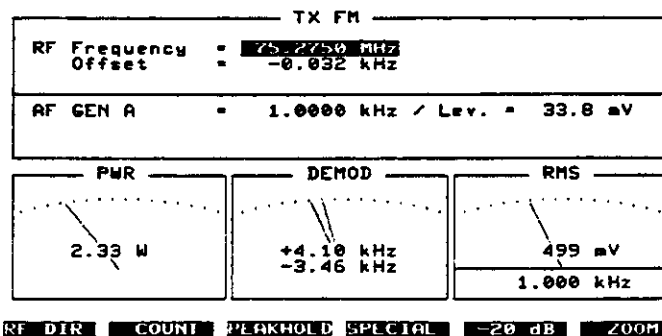 TX FM
RF Frequency = 75.2750 MHz
Offset = -0.032 kHz
AF GEN A = 1.0000 kHz / Lev. = 33.8 mV
PWR DEMOD RMS
2.33 W +4.10 kHz 499 mV
-3.46 kHz
1.000 kHz
RF DIR COUNT PEAKHOLD SPECIAL -20 dB ZOOM